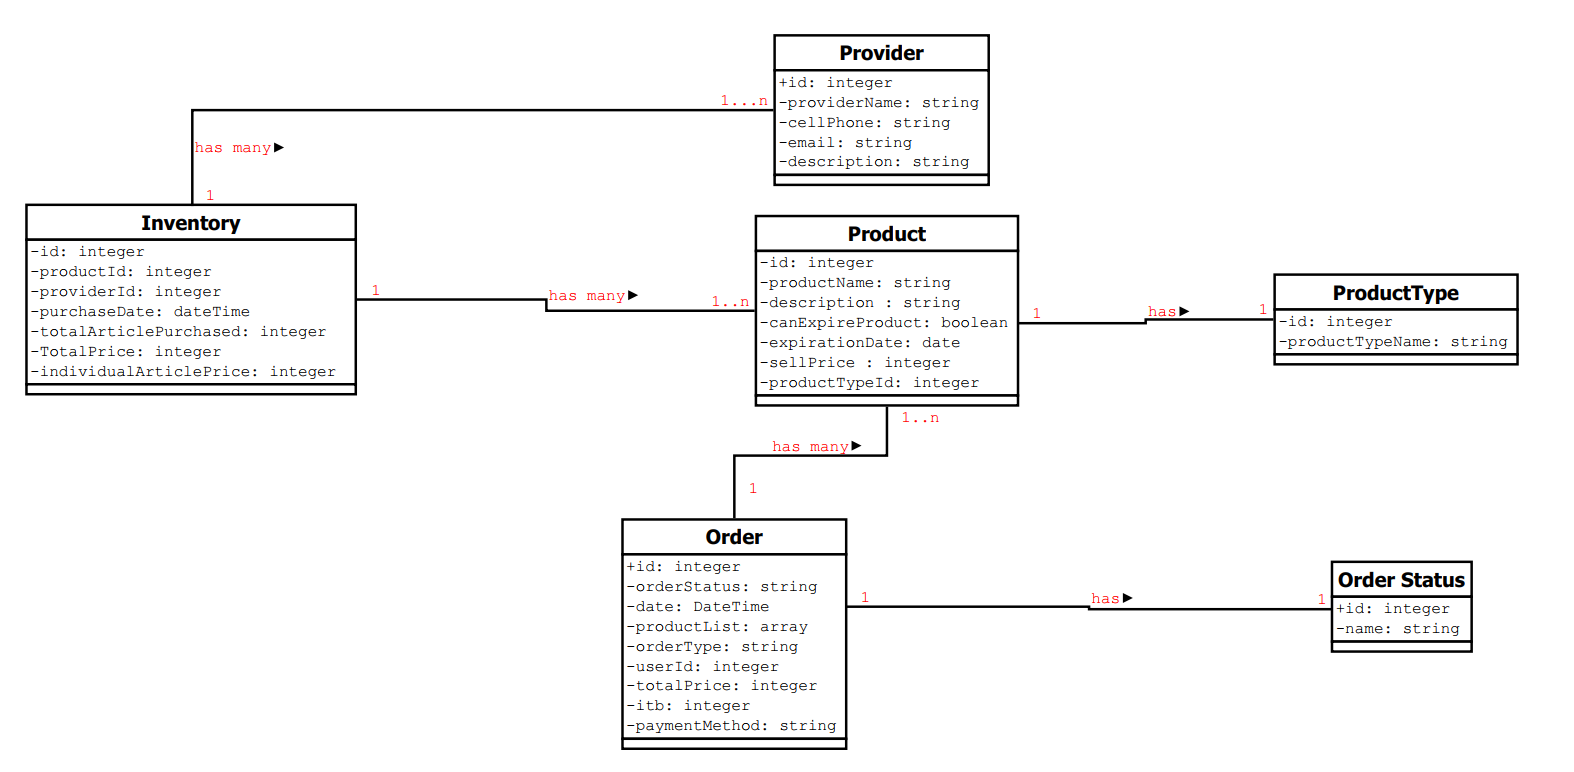 Provider
+id: integer
-providerName: string
-cellPhone: string
-email: string
-description: string
1...n
has many►
1
Inventory
-id: integer
-productId: integer
-providerId: integer
-purchaseDate: dateTime
-totalArticlePurchased: integer
-TotalPrice: integer
-individualArticlePrice: integer
1
has many►
1..n
Product
-id: integer
-productName: string
-description : string
-canExpireProduct: boolean
-expirationDate: date
-sellPrice : integer
-productTypeId: integer
1
has►
1
ProductType
-id: integer
-productTypeName: string
1..n
has many►
1
Order
+id: integer
-orderStatus: string
-date: DateTime
-productList: array
-orderType: string
-userId: integer
-totalPrice: integer
-itb: integer
-paymentMethod: string
1
has►
1
Order Status
+id: integer
-name: string